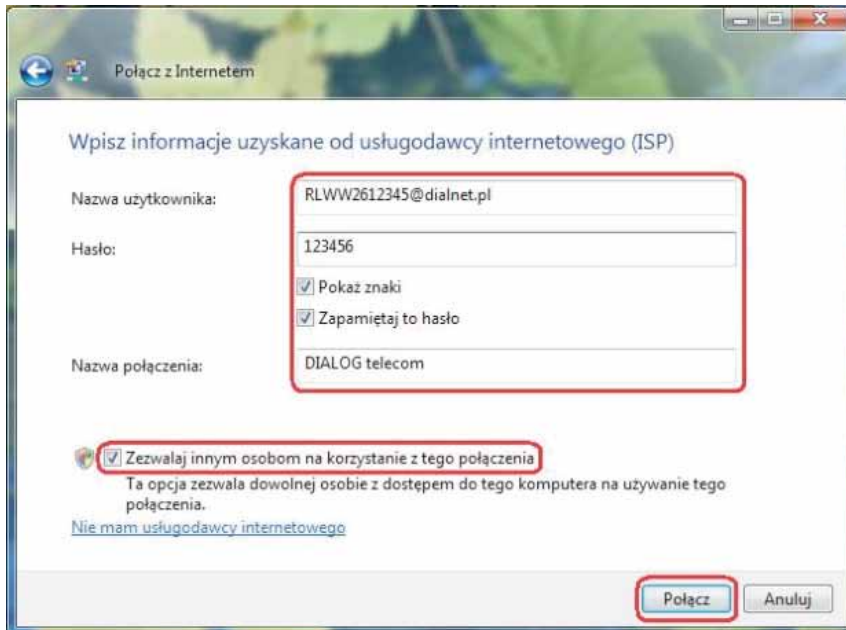 Połącz z Internetem
Wpisz informacje uzyskane od usługodawcy internetowego (ISP)
Nazwa użytkownika: RLWW2612345@dialnet.pl
Hasło: 123456
Pokaż znaki
Zapamiętaj to hasło
Nazwa połączenia: DIALOG telecom
Zezwalaj innym osobom na korzystanie z tego połączenia
Ta opcja zezwala dowolnej osobie z dostępem do tego komputera na używanie tego
połączenia.
Nie mam usługodawcy internetowego
Połącz Anuluj